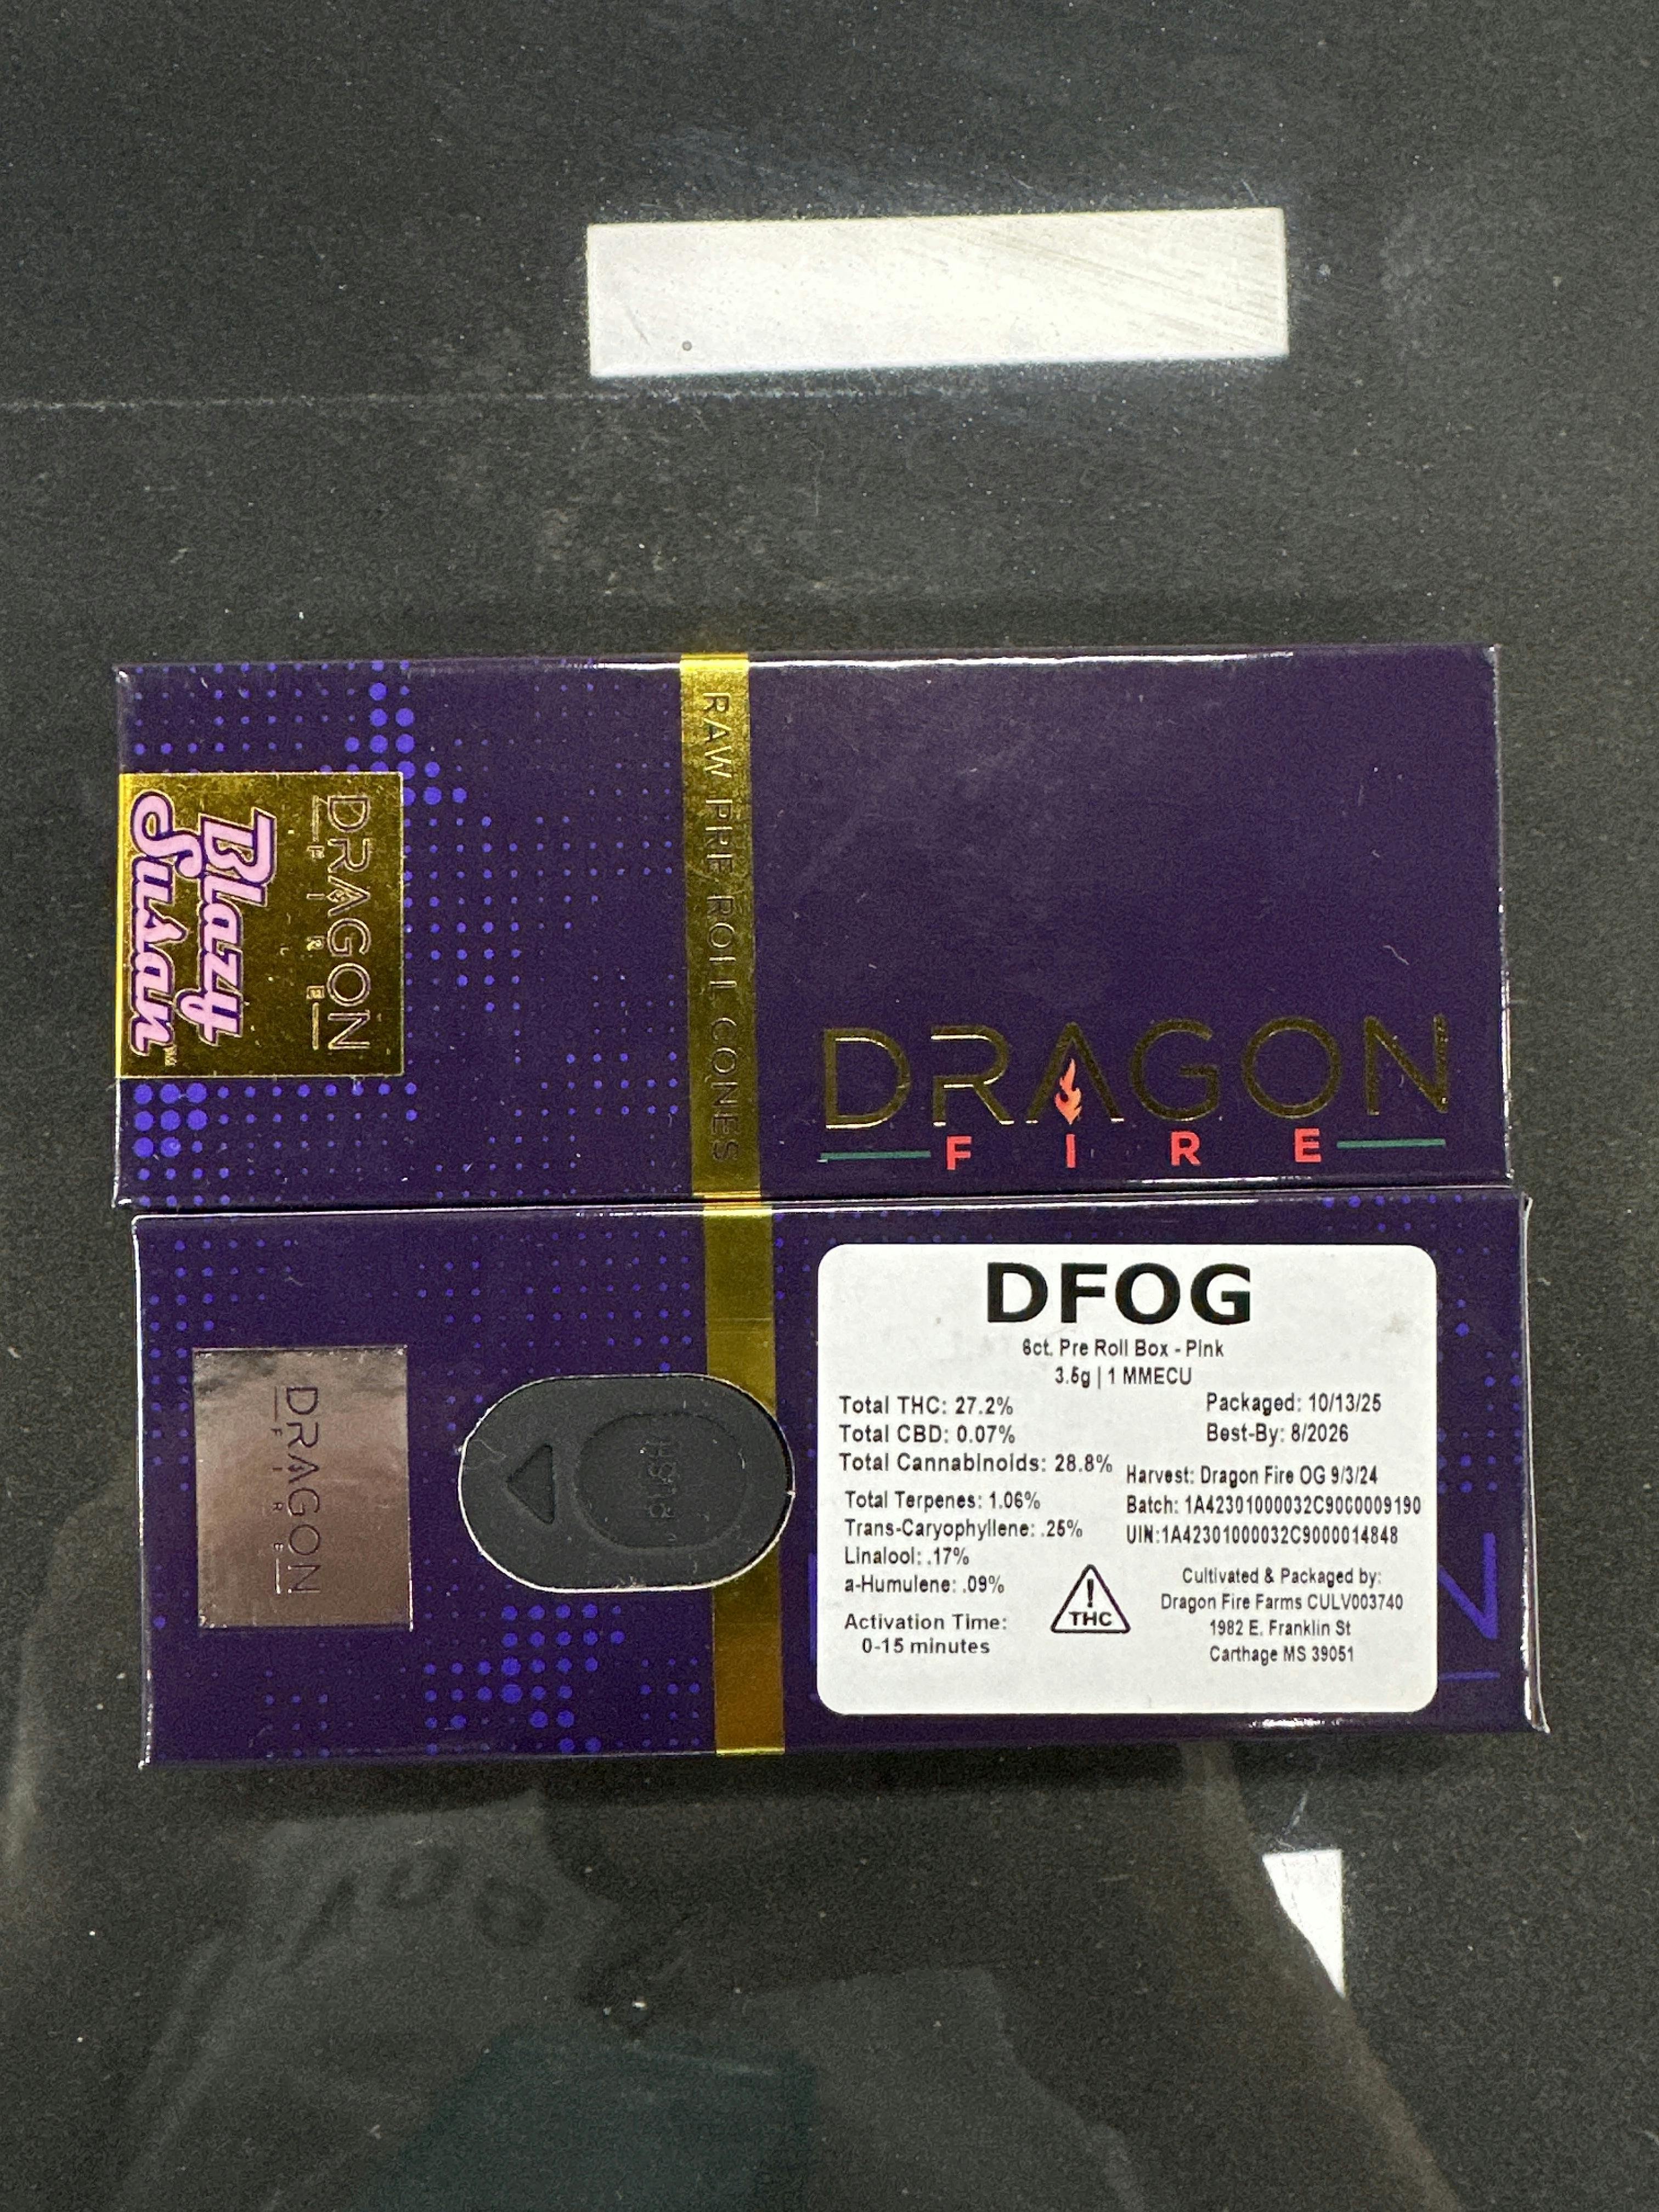 RAW PRE ROLL CONES
DRAGON
FIRE
Blazy
Susan™
DRAGON
FIRE
DRAGON
FIRE
PUSH
DFOG
6ct. Pre Roll Box - Pink
3.5g | 1 MMECU
Total THC: 27.2%
Total CBD: 0.07%
Total Cannabinoids: 28.8%
Total Terpenes: 1.06%
Trans-Caryophyllene: .25%
Linalool: .17%
a-Humulene: .09%
Activation Time:
0-15 minutes
Packaged: 10/13/25
Best-By: 8/2026
Harvest: Dragon Fire OG 9/3/24
Batch: 1A42301000032C9000009190
UIN:1A42301000032C9000014848
THC
Cultivated & Packaged by:
Dragon Fire Farms CULV003740
1982 E. Franklin St
Carthage MS 39051